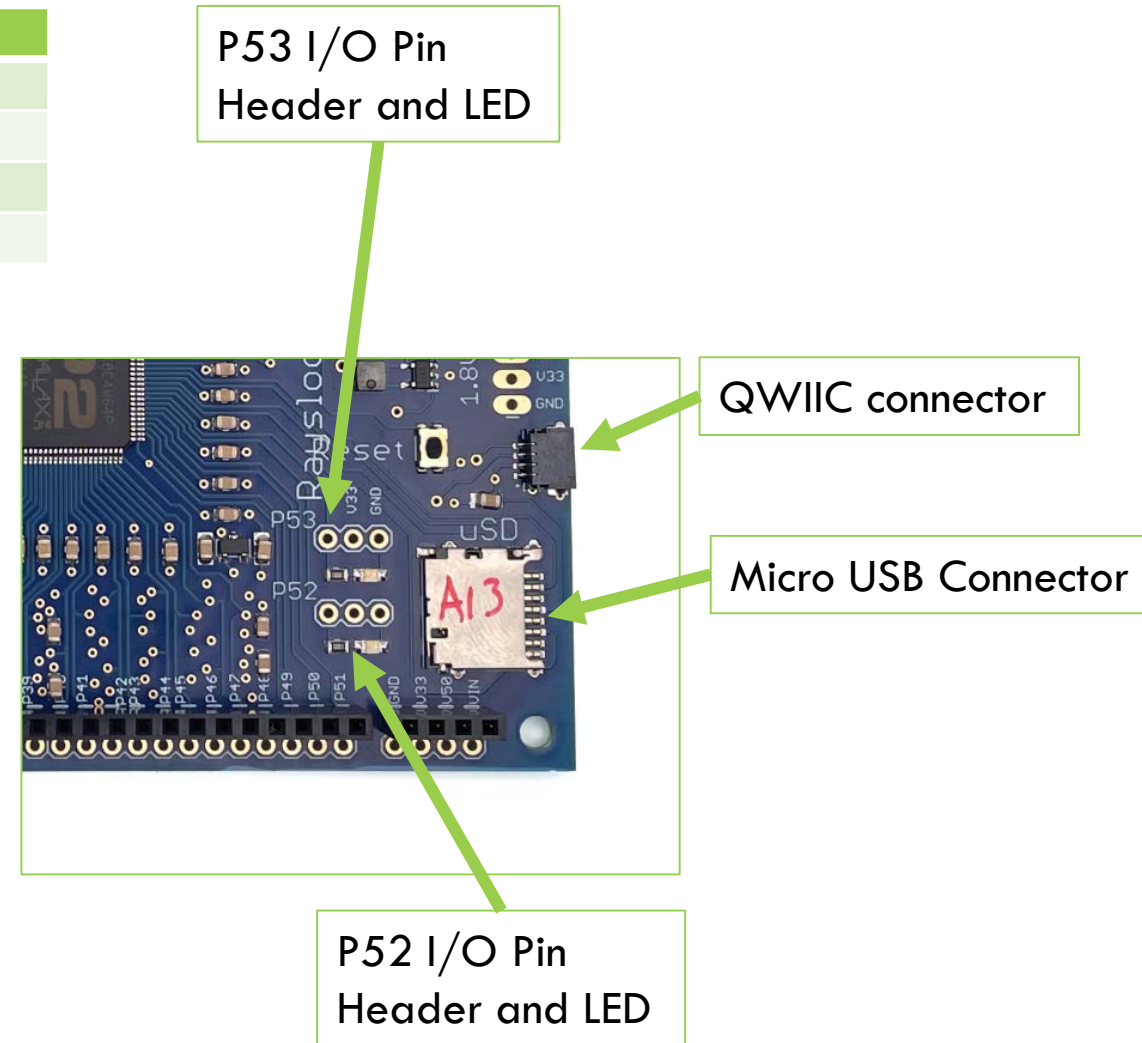 P53 I/O Pin
Header and LED
QWIIC connector
Micro USB Connector
P52 I/O Pin
Header and LED
1.8V
V33
GND
Reset
V33
GND
P53
uSD
P52
A13
P39
P41
P42
P43
P44
P45
P46
P47
P48
P49
P50
P51
GND
V33
V50
VIN